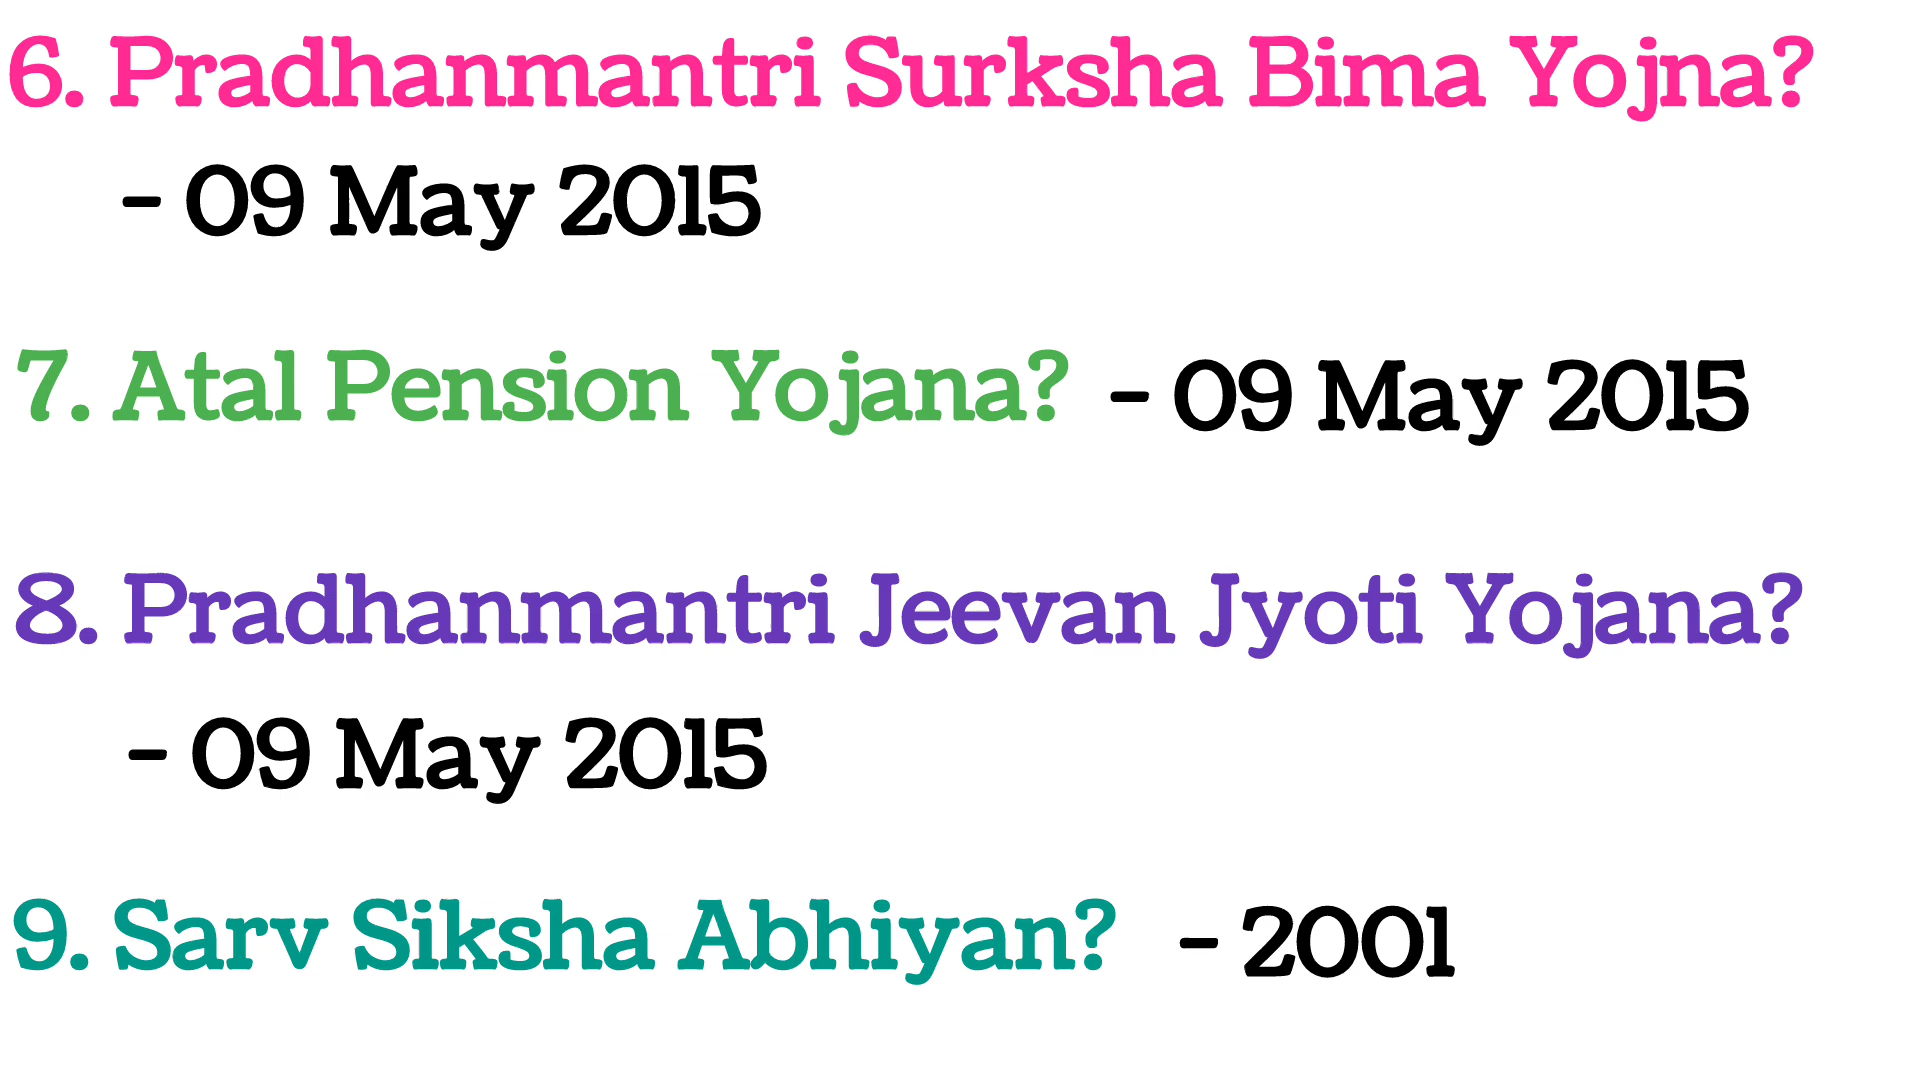 6. Pradhanmantri Surksha Bima Yojna?
- 09 May 2015
7. Atal Pension Yojana? - 09 May 2015
8. Pradhanmantri Jeevan Jyoti Yojana?
- 09 May 2015
9. Sarv Siksha Abhiyan? - 2001